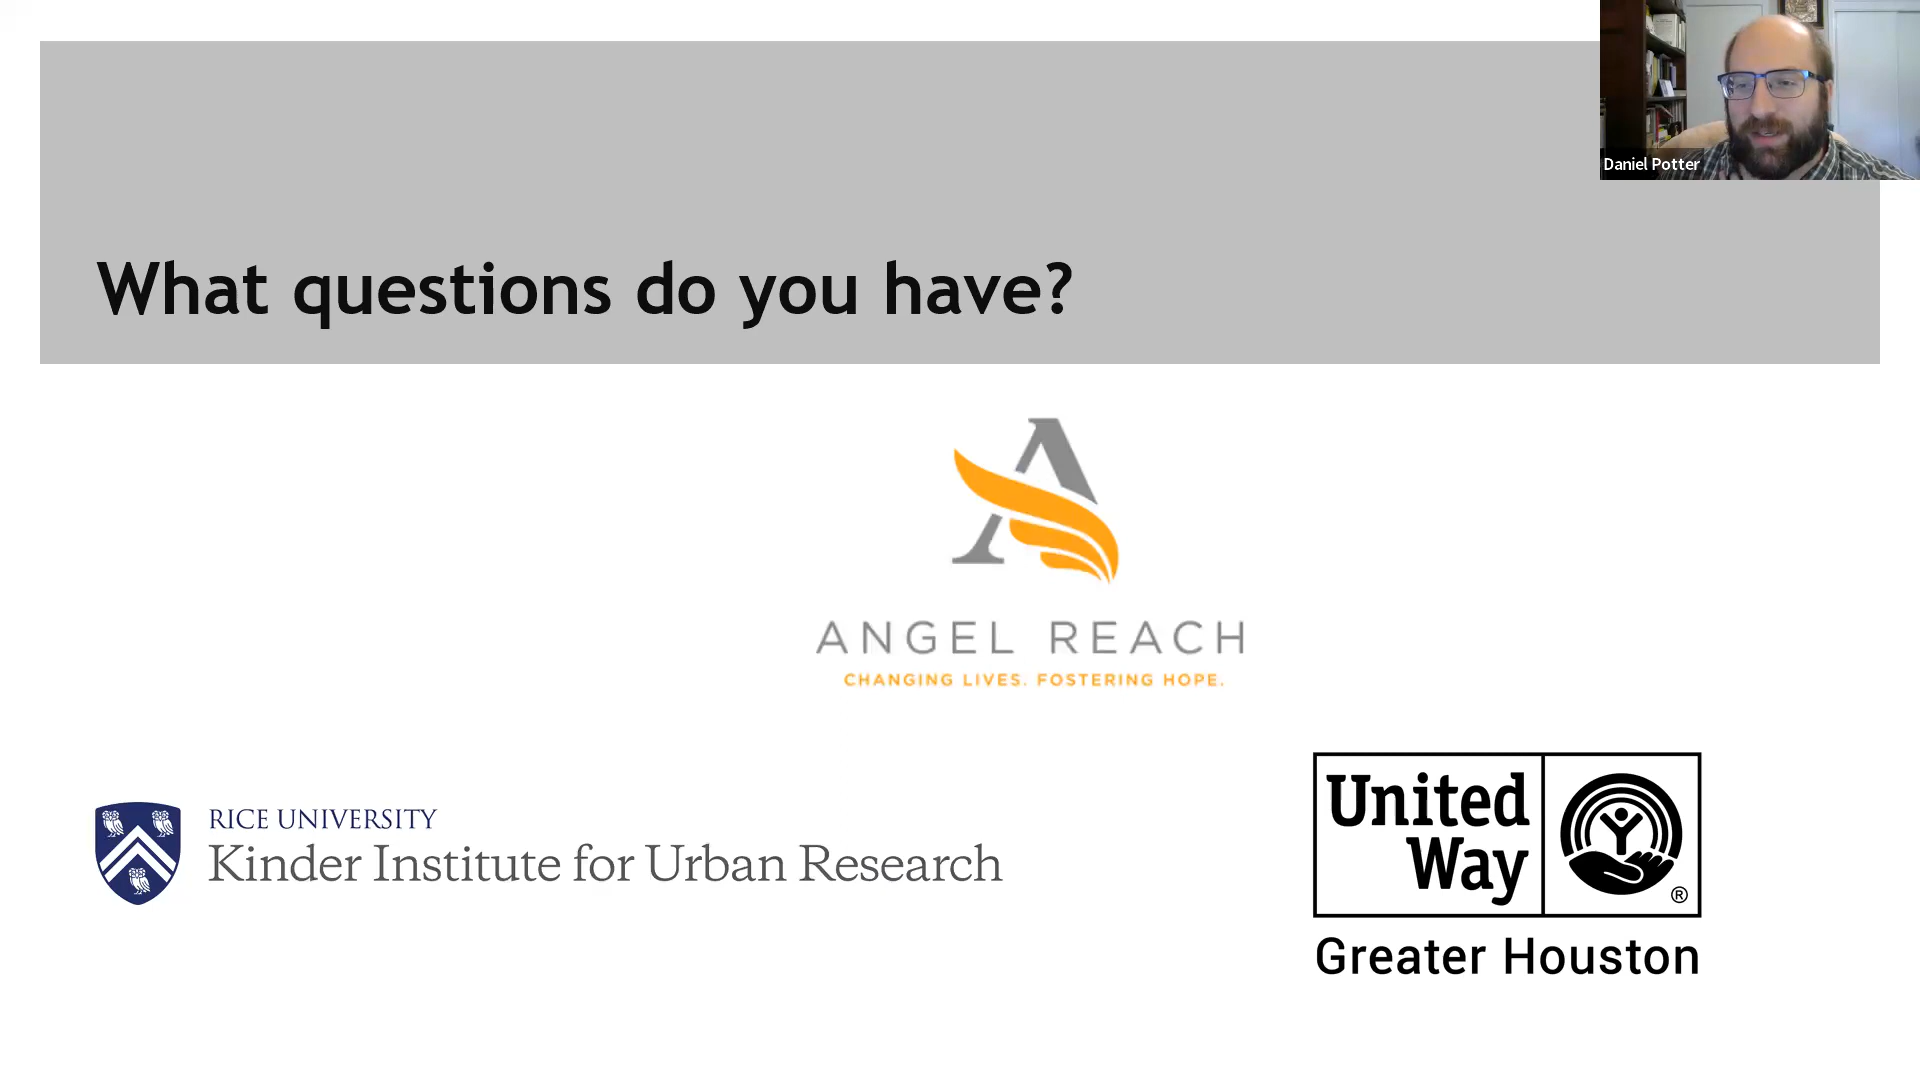 Daniel Potter
What questions do you have?
ANGEL REACH
CHANGING LIVES. FOSTERING HOPE.
RICE UNIVERSITY
Kinder Institute for Urban Research
United
Way
®
Greater Houston